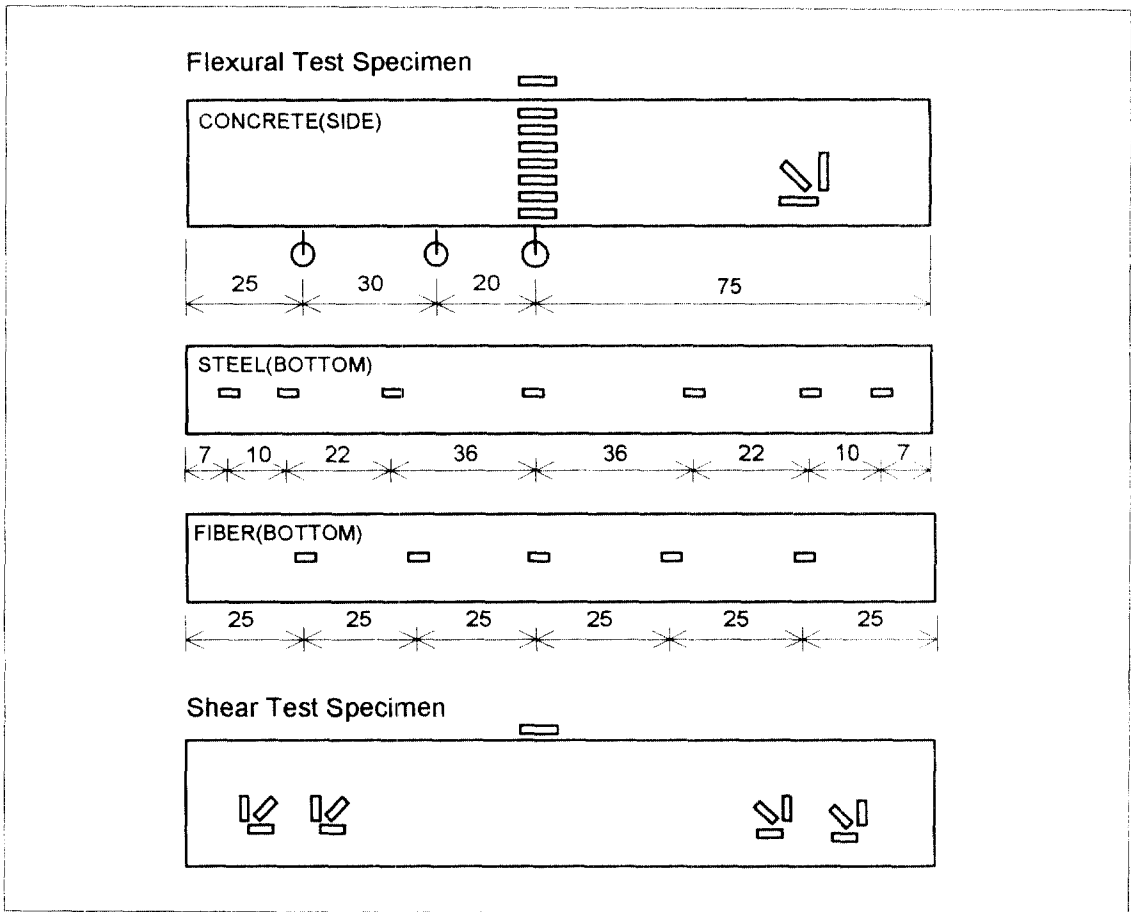 Flexural Test Specimen
CONCRETE(SIDE)
25 30 20 75
STEEL(BOTTOM)
7 10 22 36 36 22 10 7
FIBER(BOTTOM)
25 25 25 25 25 25
Shear Test Specimen